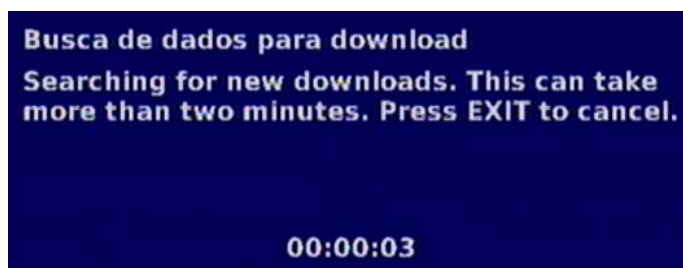 Busca de dados para download
Searching for new downloads. This can take
more than two minutes. Press EXIT to cancel.
00:00:03